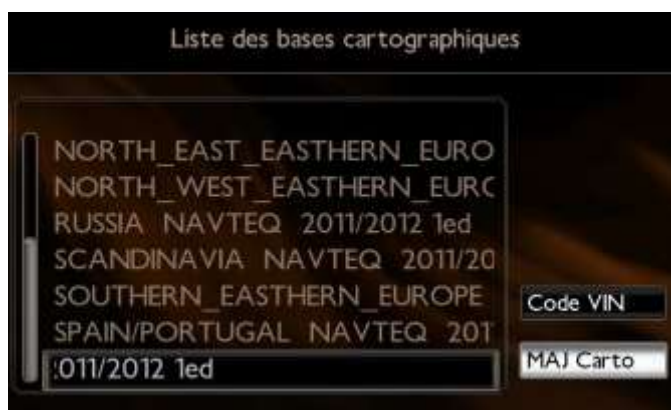 Liste des bases cartographiques
NORTH_EAST_EASTHERN_EURO
NORTH_WEST_EASTHERN_EURC
RUSSIA NAVTEQ 2011/2012 1ed
SCANDINAVIA NAVTEQ 2011/20
SOUTHERN_EASTHERN_EUROPE
SPAIN/PORTUGAL NAVTEQ 201
:011/2012 1ed
Code VIN
MAJ Carto